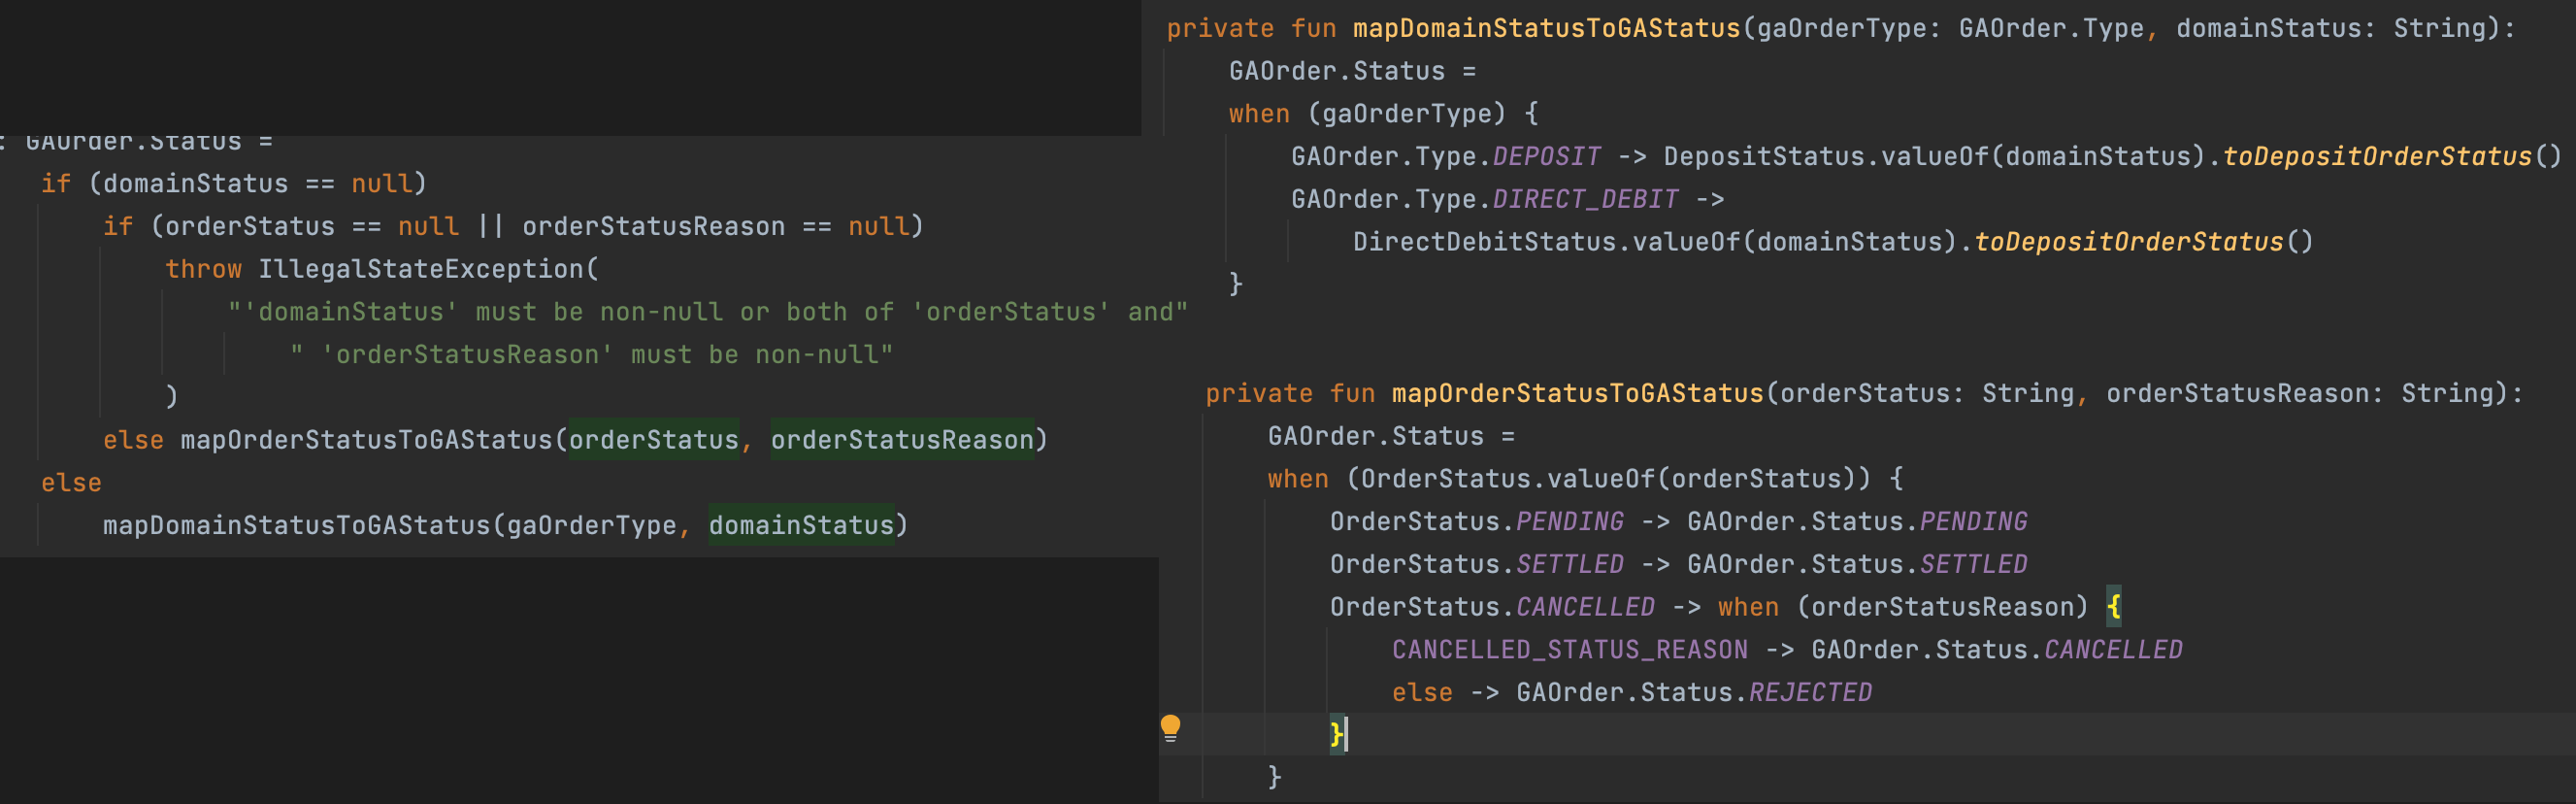 : GAOrder.Status =
if (domainStatus == null)
if (orderStatus == null || orderStatusReason == null)
throw IllegalStateException(
"'domainStatus' must be non-null or both of 'orderStatus' and"
" 'orderStatusReason' must be non-null"
)
else mapOrderStatusToGAStatus(orderStatus, orderStatusReason)
else
mapDomainStatusToGAStatus(gaOrderType, domainStatus)
private fun mapDomainStatusToGAStatus(gaOrderType: GAOrder.Type, domainStatus: String):
GAOrder.Status =
when (gaOrderType) {
GAOrder.Type.DEPOSIT -> DepositStatus.valueOf(domainStatus).toDepositOrderStatus()
GAOrder.Type.DIRECT_DEBIT ->
DirectDebitStatus.valueOf(domainStatus).toDepositOrderStatus()
}
private fun mapOrderStatusToGAStatus(orderStatus: String, orderStatusReason: String):
GAOrder.Status =
when (OrderStatus.valueOf(orderStatus)) {
OrderStatus.PENDING -> GAOrder.Status.PENDING
OrderStatus.SETTLED -> GAOrder.Status.SETTLED
OrderStatus.CANCELLED -> when (orderStatusReason) {
CANCELLED_STATUS_REASON -> GAOrder.Status.CANCELLED
else -> GAOrder.Status.REJECTED
}
}